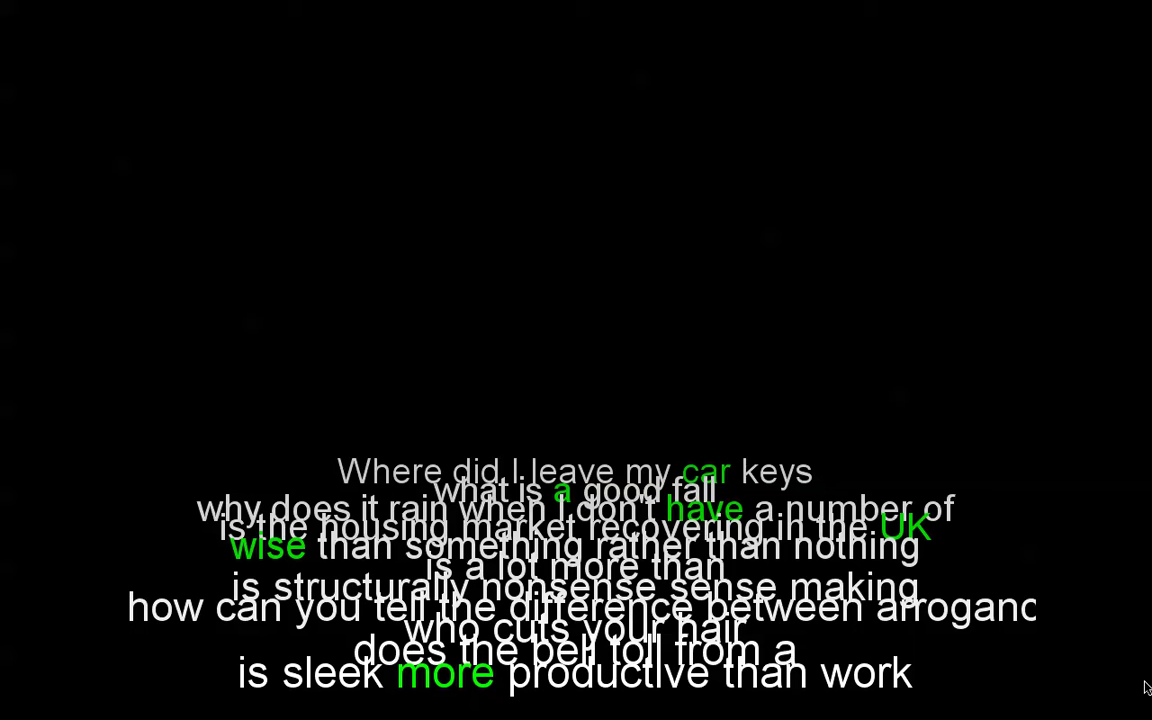 Where did I leave my car keys
what is a good fall
why does it rain when I don't have a number of
is the housing market recovering in the UK
wise than something rather than nothing
is a lot more than
is structurally nonsense sense making
how can you tell the difference between arroganc
who cuts your hair
does the bell toll from a
is sleek more productive than work